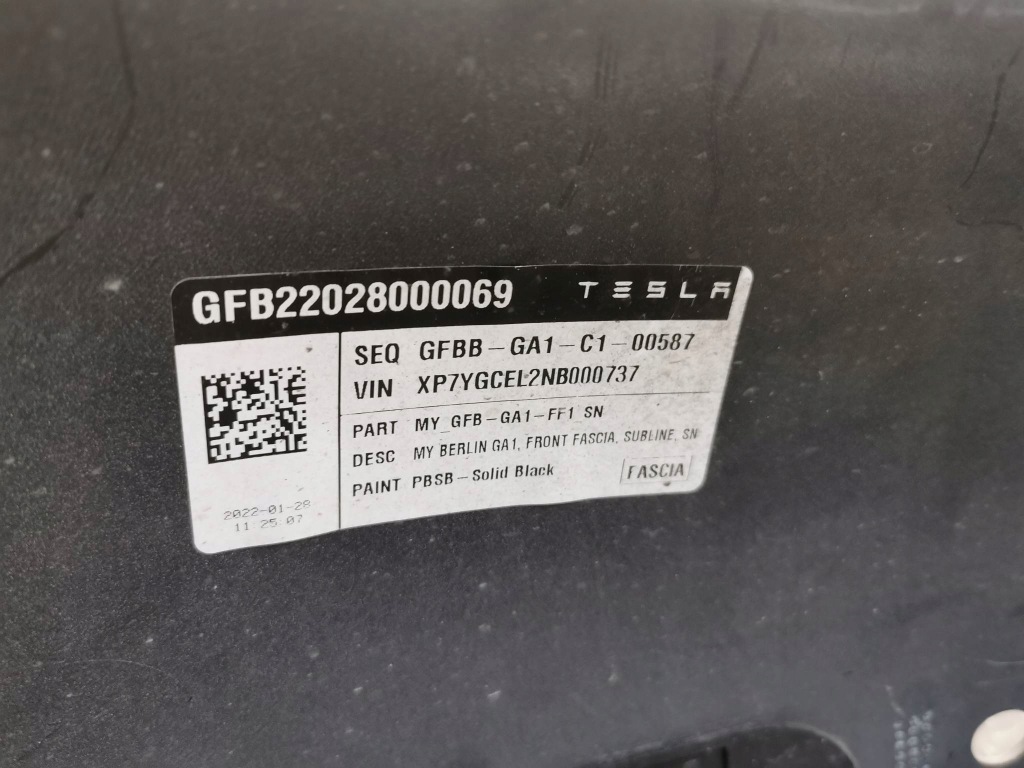 GFB22028000069 TESLA
SEQ GFBB-GA1-C1-00587
VIN XP7YGCEL2NB000737
PART MY_GFB-GA1-FF1_SN
DESC MY BERLIN GA1, FRONT FASCIA, SUBLINE, SN
PAINT PBSB-Solid Black
FASCIA
2022-01-28
11:25:07